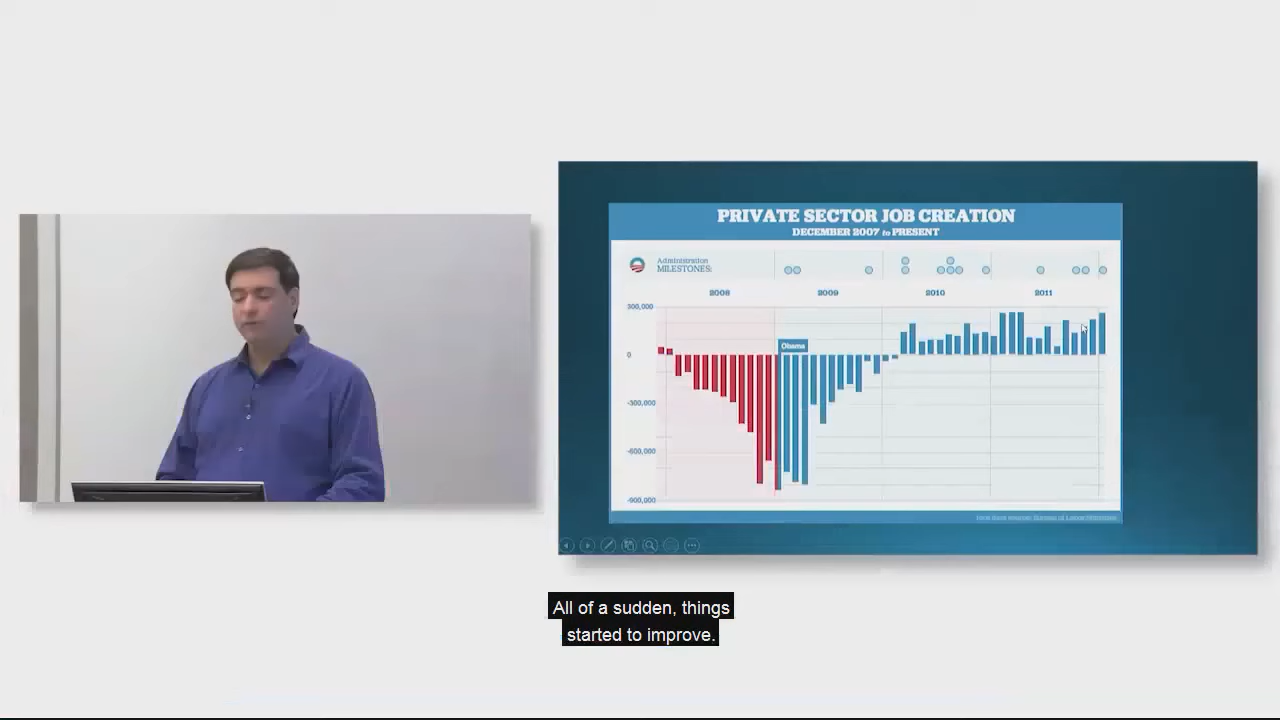 PRIVATE SECTOR JOB CREATION
DECEMBER 2007 to PRESENT
Administration
MILESTONES:
2008 2009 2010 2011
300,000
Obama
0
-300,000
-600,000
-900,000
All of a sudden, things
started to improve.